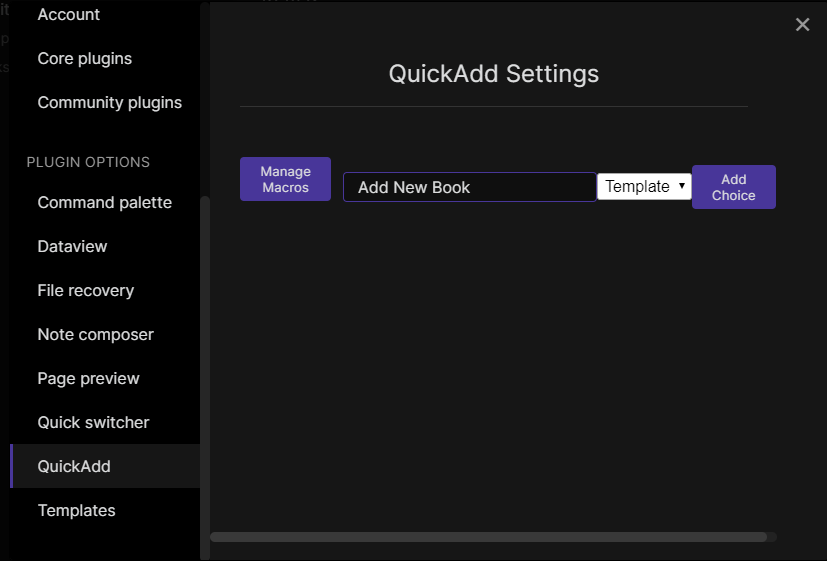 Account
Core plugins
Community plugins
PLUGIN OPTIONS
Command palette
Dataview
File recovery
Note composer
Page preview
Quick switcher
QuickAdd
Templates
QuickAdd Settings
Manage
Macros
Add New Book
Template
Add
Choice